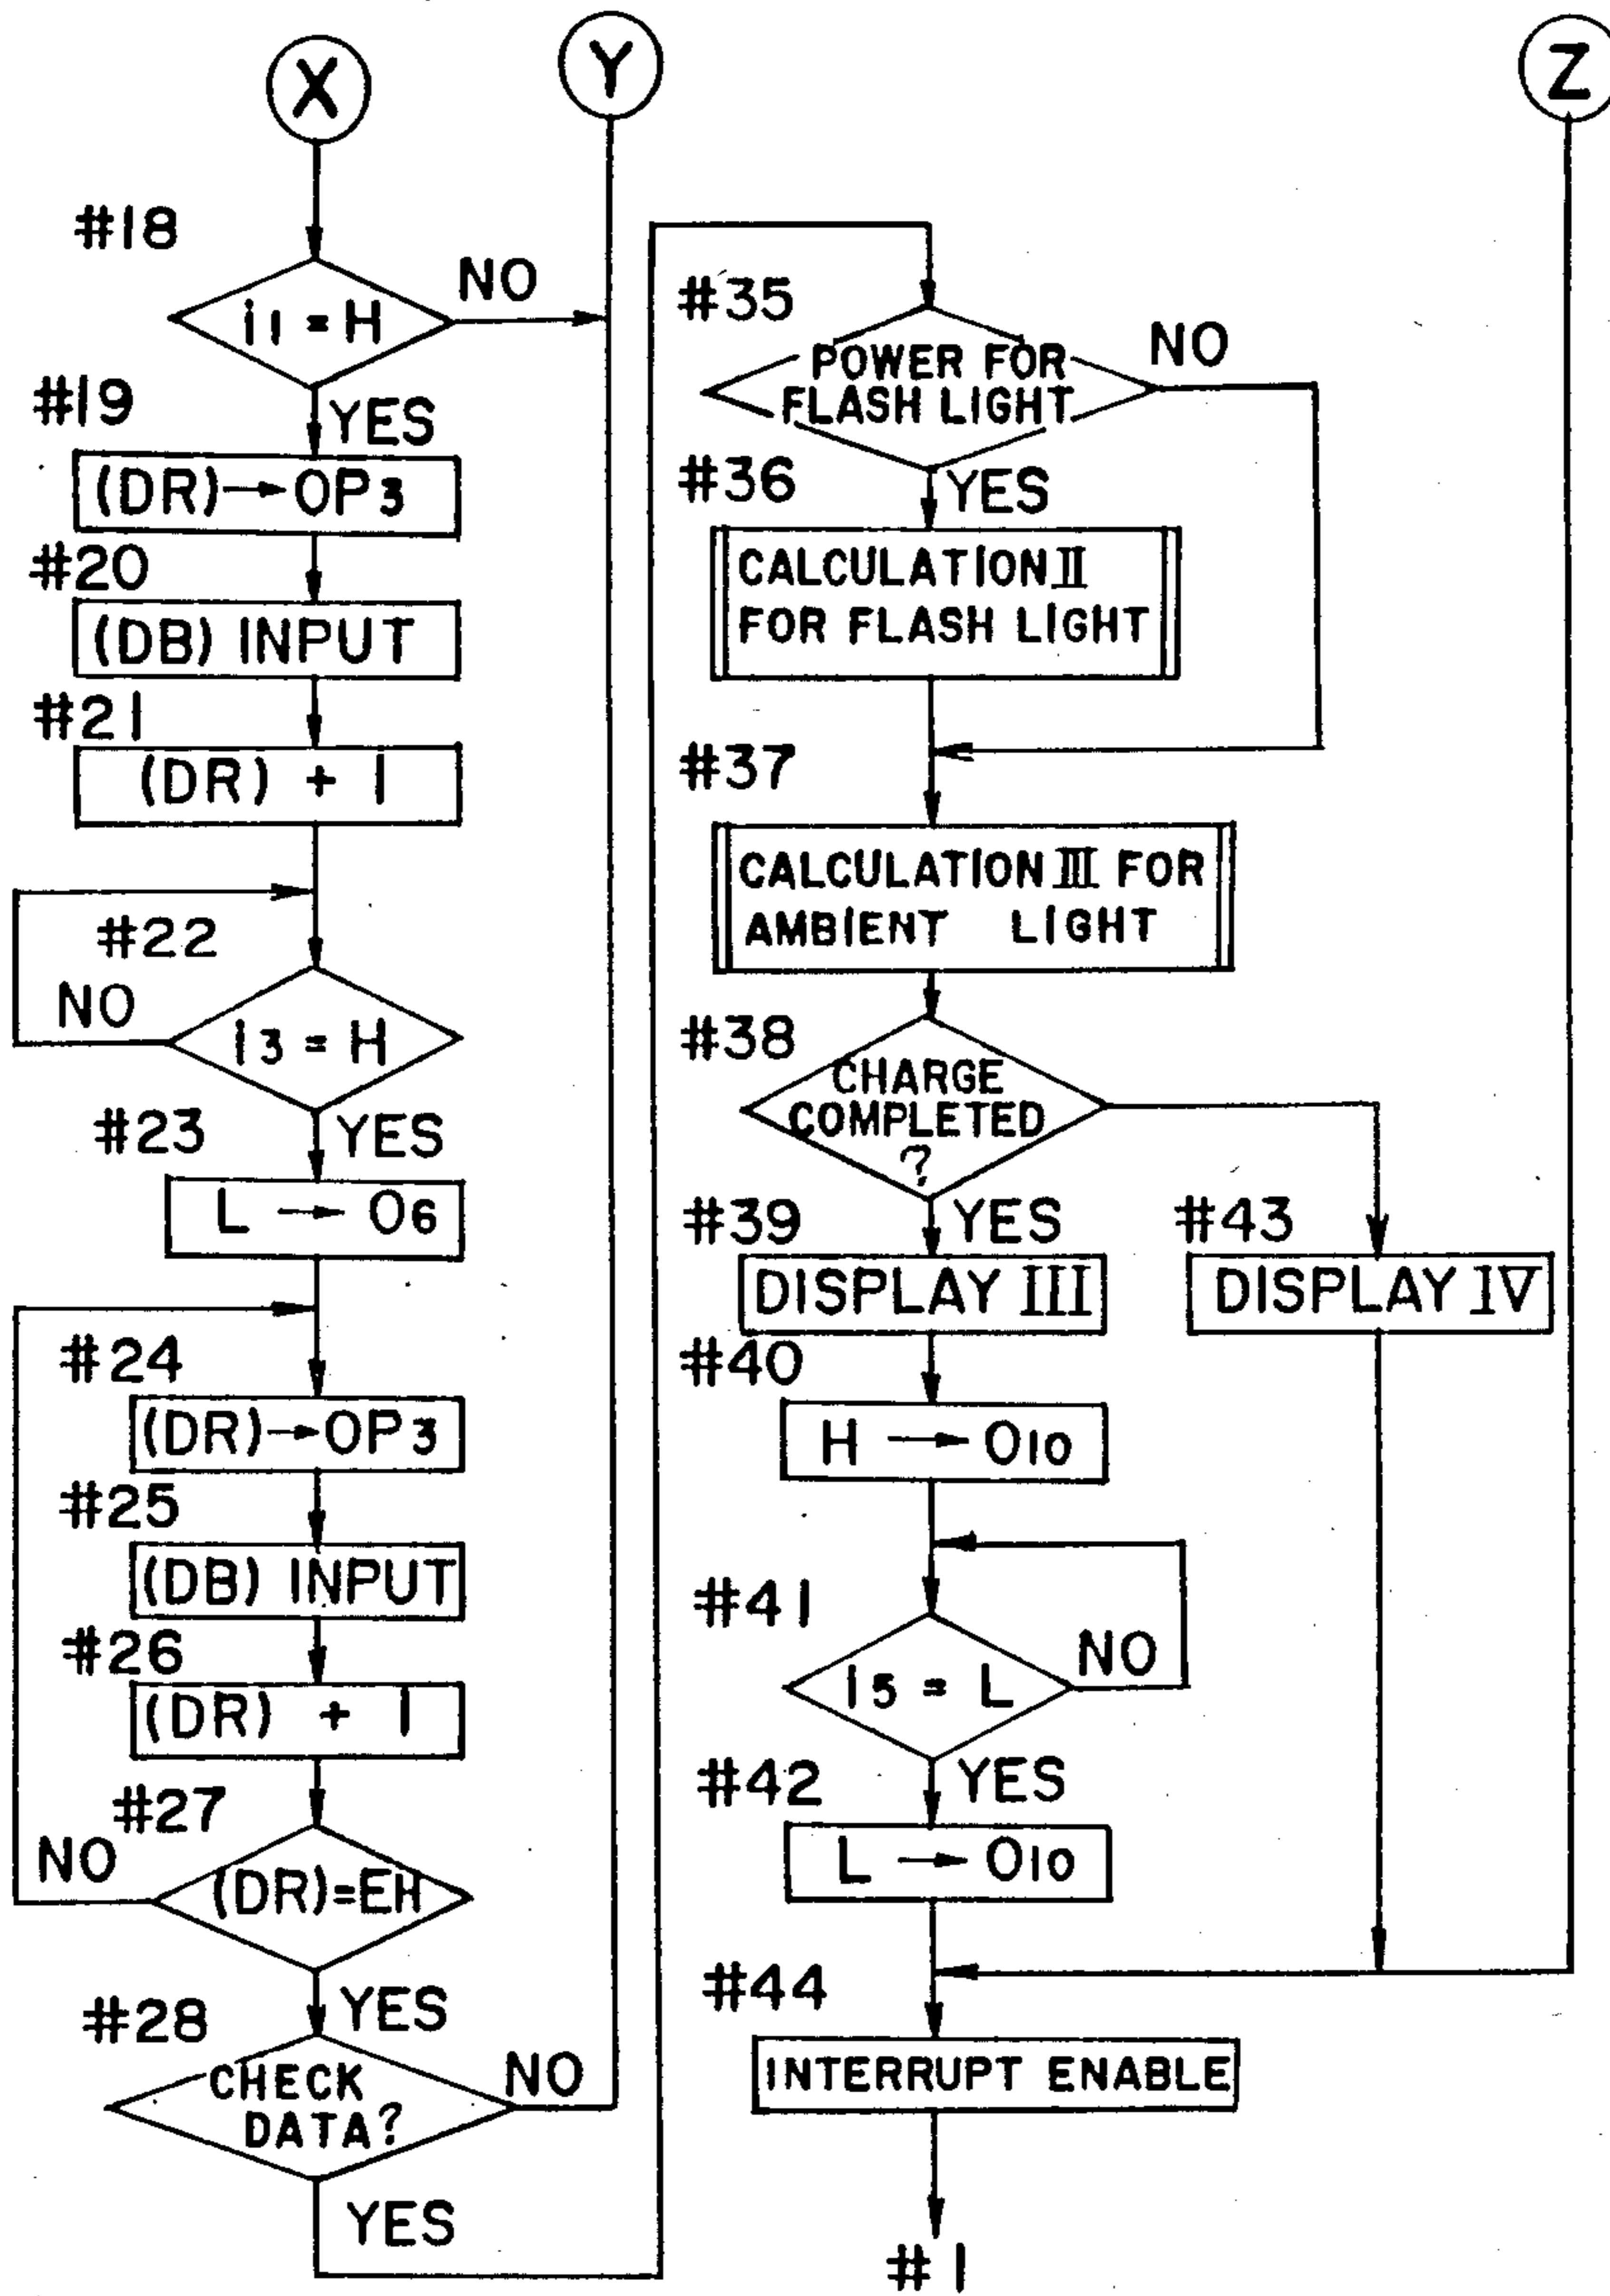 X
Y
Z
#18
i1 = H
NO
#19
YES
(DR)→OP3
#20
(DB) INPUT
#21
(DR) + 1
#22
NO
i3 = H
#23
YES
L → O6
#24
(DR)→OP3
#25
(DB) INPUT
#26
(DR) + 1
#27
NO
(DR)=EH
#28
YES
CHECK
DATA?
NO
YES
#35
POWER FOR
FLASH LIGHT
NO
#36
YES
CALCULATION II
FOR FLASH LIGHT
#37
CALCULATION III FOR
AMBIENT LIGHT
#38
CHARGE
COMPLETED
?
#39
YES
DISPLAY III
#43
DISPLAY IV
#40
H → O10
#41
i5 = L
NO
#42
YES
L → O10
#44
INTERRUPT ENABLE
#1